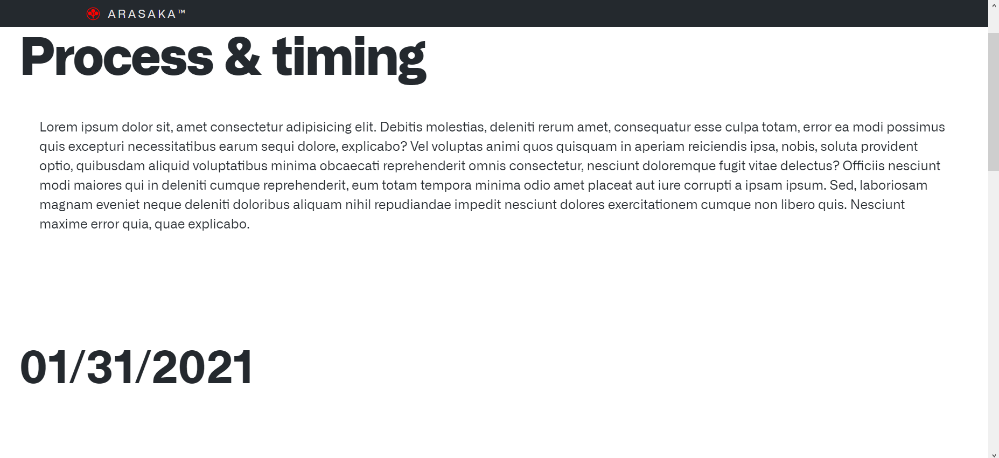 ARASAKA™
Process & timing
Lorem ipsum dolor sit, amet consectetur adipisicing elit. Debitis molestias, deleniti rerum amet, consequatur esse culpa totam, error ea modi possimus
quis excepturi necessitatibus earum sequi dolore, explicabo? Vel voluptas animi quos quisquam in aperiam reiciendis ipsa, nobis, soluta provident
optio, quibusdam aliquid voluptatibus minima obcaecati reprehenderit omnis consectetur, nesciunt doloremque fugit vitae delectus? Officiis nesciunt
modi maiores qui in deleniti cumque reprehenderit, eum totam tempora minima odio amet placeat aut iure corrupti a ipsam ipsum. Sed, laboriosam
magnam eveniet neque deleniti doloribus aliquam nihil repudiandae impedit nesciunt dolores exercitationem cumque non libero quis. Nesciunt
maxime error quia, quae explicabo.
01/31/2021